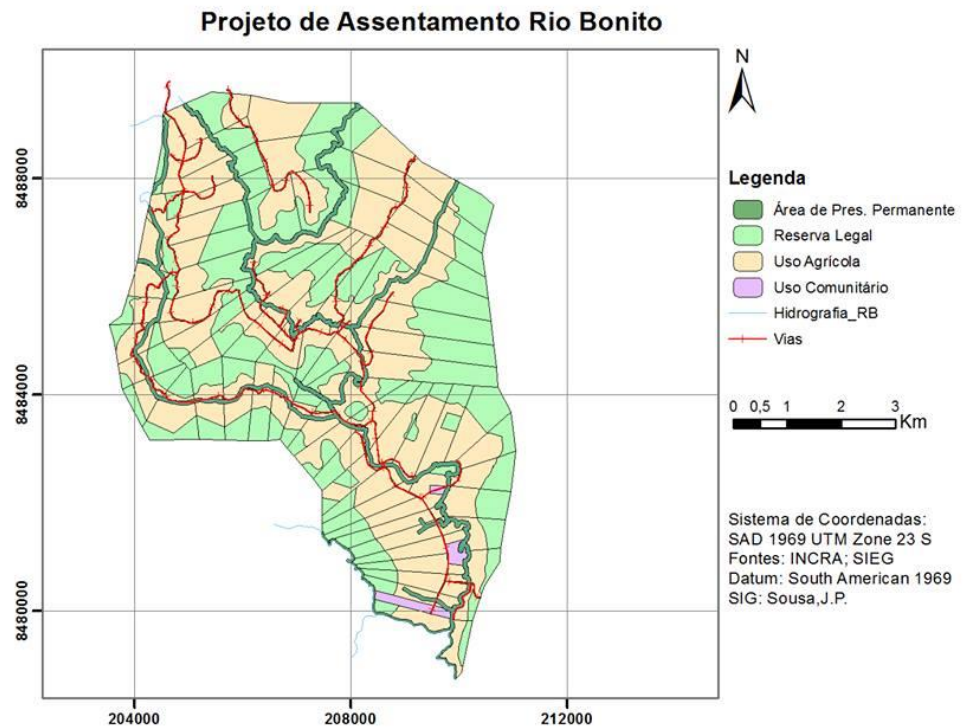 Projeto de Assentamento Rio Bonito
N
8488000
8484000
8480000
204000
208000
212000
Legenda
Área de Pres. Permanente
Reserva Legal
Uso Agrícola
Uso Comunitário
Hidrografia_RB
Vias
0 0,5 1 2 3
Km
Sistema de Coordenadas:
SAD 1969 UTM Zone 23 S
Fontes: INCRA; SIEG
Datum: South American 1969
SIG: Sousa,J.P.